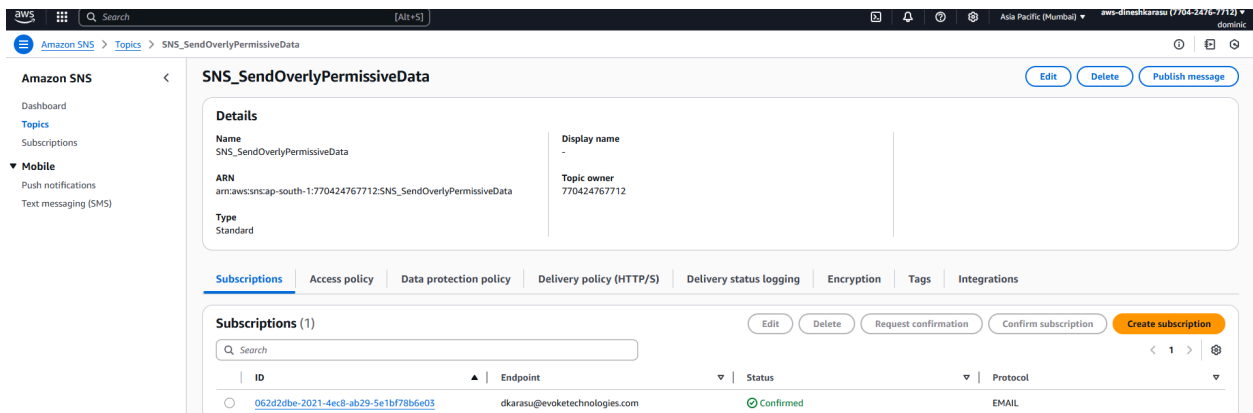 aws
Search [Alt+S] Asia Pacific (Mumbai) ▼ aws-dineshkarasu (7704-2476-7712) ▼
dominic
Amazon SNS > Topics > SNS_SendOverlyPermissiveData
Amazon SNS
Dashboard
Topics
Subscriptions
▼ Mobile
Push notifications
Text messaging (SMS)
SNS_SendOverlyPermissiveData
Edit Delete Publish message
Details
Name
SNS_SendOverlyPermissiveData
ARN
arn:aws:sns:ap-south-1:770424767712:SNS_SendOverlyPermissiveData
Type
Standard
Display name
-
Topic owner
770424767712
Subscriptions Access policy Data protection policy Delivery policy (HTTP/S) Delivery status logging Encryption Tags Integrations
Subscriptions (1)
Edit Delete Request confirmation Confirm subscription Create subscription
Search
< 1 >
ID Endpoint Status Protocol
062d2dbe-2021-4ec8-ab29-5e1bf78b6e03 dkarasu@evoketechnologies.com Confirmed EMAIL